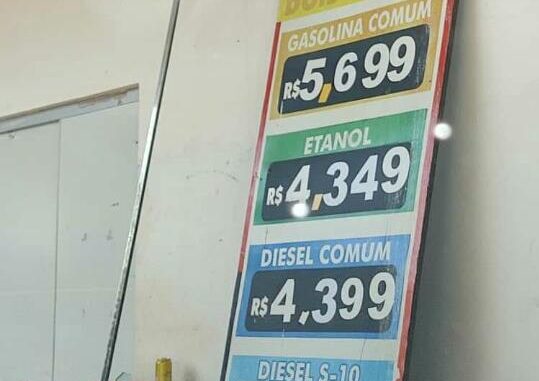 GASOLINA COMUM
R$5,699
ETANOL
R$4,349
DIESEL COMUM
R$4,399
DIESEL S-10